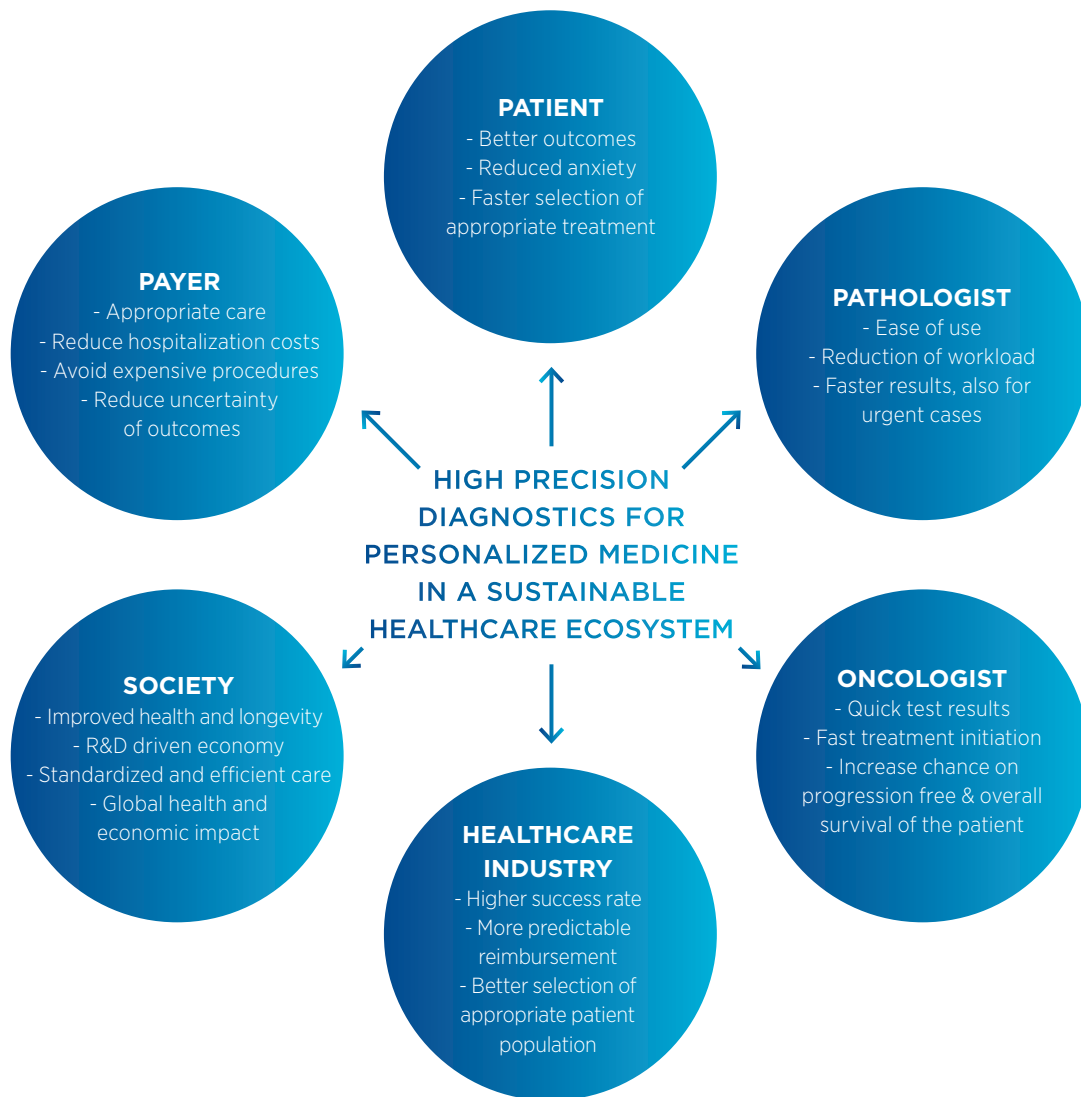 PATIENT
- Better outcomes
- Reduced anxiety
- Faster selection of
appropriate treatment
PAYER
- Appropriate care
- Reduce hospitalization costs
- Avoid expensive procedures
- Reduce uncertainty
of outcomes
PATHOLOGIST
- Ease of use
- Reduction of workload
- Faster results, also for
urgent cases
HIGH PRECISION
DIAGNOSTICS FOR
PERSONALIZED MEDICINE
IN A SUSTAINABLE
HEALTHCARE ECOSYSTEM
SOCIETY
- Improved health and longevity
- R&D driven economy
- Standardized and efficient care
- Global health and
economic impact
ONCOLOGIST
- Quick test results
- Fast treatment initiation
- Increase chance on
progression free & overall
survival of the patient
HEALTHCARE
INDUSTRY
- Higher success rate
- More predictable
reimbursement
- Better selection of
appropriate patient
population